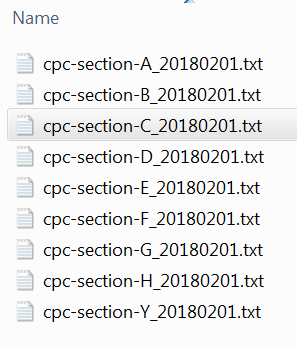 Name
cpc-section-A_20180201.txt
cpc-section-B_20180201.txt
cpc-section-C_20180201.txt
cpc-section-D_20180201.txt
cpc-section-E_20180201.txt
cpc-section-F_20180201.txt
cpc-section-G_20180201.txt
cpc-section-H_20180201.txt
cpc-section-Y_20180201.txt